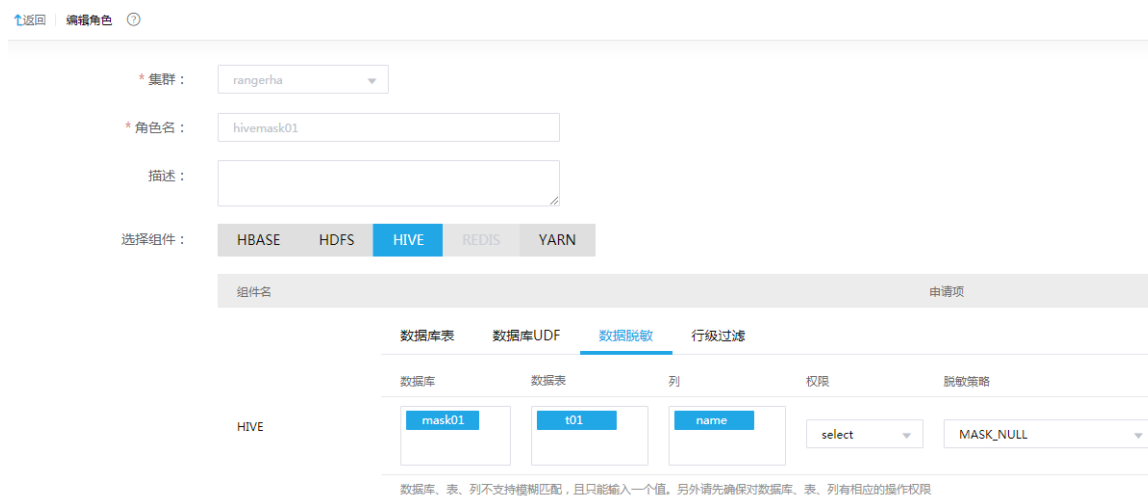 返回 编辑角色 ?
* 集群： rangerha
* 角色名： hivemask01
描述：
选择组件： HBASE HDFS HIVE REDIS YARN
组件名 申请项
数据库表 数据库UDF 数据脱敏 行级过滤
数据库 数据表 列 权限 脱敏策略
HIVE mask01 t01 name select MASK_NULL
数据库、表、列不支持模糊匹配，且只能输入一个值。另外请先确保对数据库、表、列有相应的操作权限